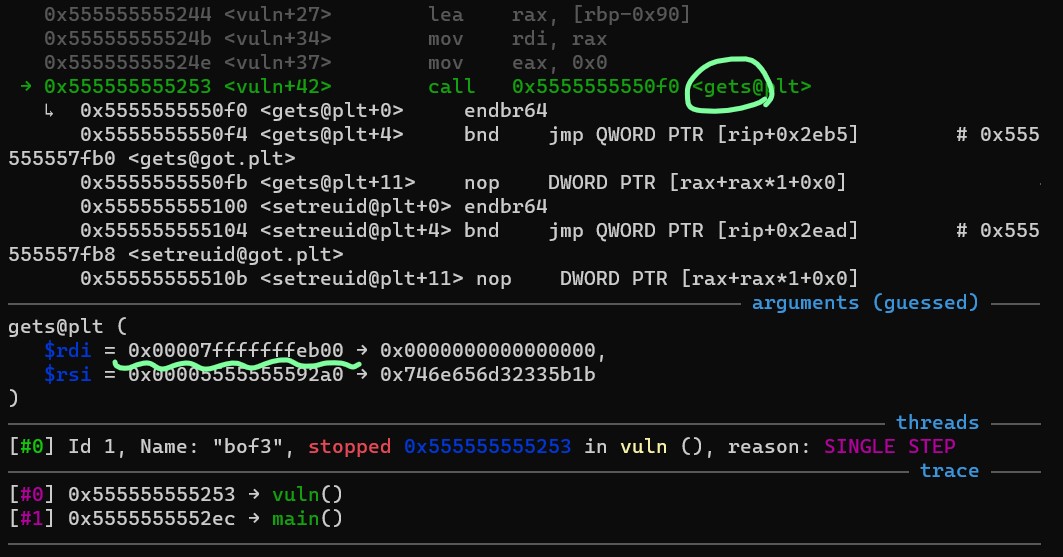 0x555555555244 <vuln+27> lea rax, [rbp-0x90]
0x55555555524b <vuln+34> mov rdi, rax
0x55555555524e <vuln+37> mov eax, 0x0
→ 0x555555555253 <vuln+42> call 0x5555555550f0 <gets@plt>
↳ 0x5555555550f0 <gets@plt+0> endbr64
0x5555555550f4 <gets@plt+4> bnd jmp QWORD PTR [rip+0x2eb5] # 0x555
555557fb0 <gets@got.plt>
0x5555555550fb <gets@plt+11> nop DWORD PTR [rax+rax*1+0x0]
0x555555555100 <setreuid@plt+0> endbr64
0x555555555104 <setreuid@plt+4> bnd jmp QWORD PTR [rip+0x2ead] # 0x555
555557fb8 <setreuid@got.plt>
0x55555555510b <setreuid@plt+11> nop DWORD PTR [rax+rax*1+0x0]
arguments (guessed)
gets@plt (
$rdi = 0x00007fffffffeb00 → 0x0000000000000000,
$rsi = 0x00005555555592a0 → 0x746e656d32335b1b
)
threads
[#0] Id 1, Name: "bof3", stopped 0x555555555253 in vuln (), reason: SINGLE STEP
trace
[#0] 0x555555555253 → vuln()
[#1] 0x5555555552ec → main()